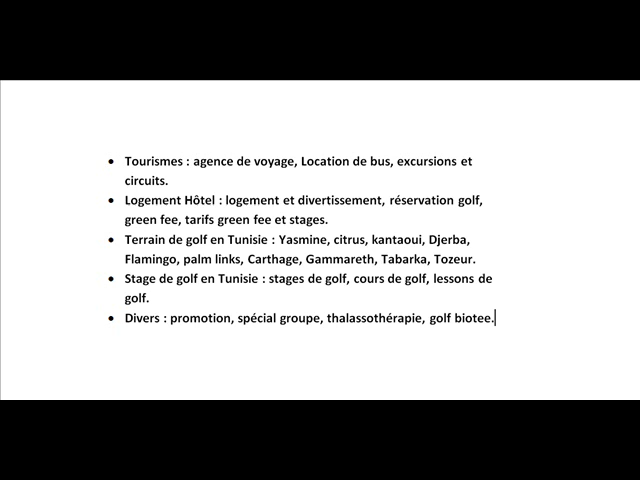 • Tourismes : agence de voyage, Location de bus, excursions et
circuits.
• Logement Hôtel : logement et divertissement, réservation golf,
green fee, tarifs green fee et stages.
• Terrain de golf en Tunisie : Yasmine, citrus, kantaoui, Djerba,
Flamingo, palm links, Carthage, Gammareth, Tabarka, Tozeur.
• Stage de golf en Tunisie : stages de golf, cours de golf, lessons de
golf.
• Divers : promotion, spécial groupe, thalassothérapie, golf biotee.